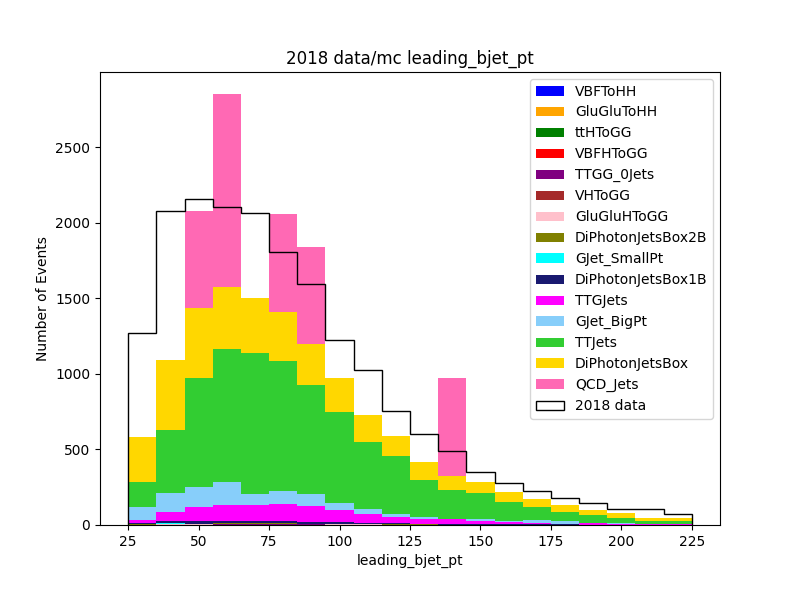 2018 data/mc leading_bjet_pt
Number of Events
2500
2000
1500
1000
500
0
25
50
75
100
125
150
175
200
225
leading_bjet_pt
VBFToHH
GluGluToHH
ttHToGG
VBFHToGG
TTGG_0Jets
VHToGG
GluGluHToGG
DiPhotonJetsBox2B
GJet_SmallPt
DiPhotonJetsBox1B
TTGJets
GJet_BigPt
TTJets
DiPhotonJetsBox
QCD_Jets
2018 data